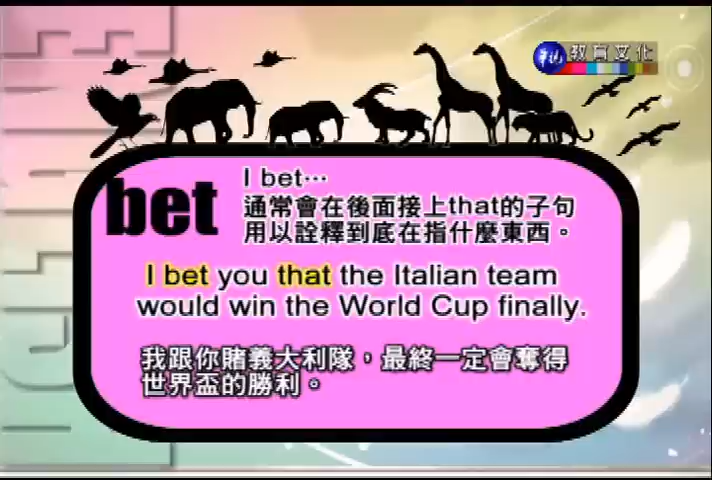 教育文化
bet
I bet…
通常會在後面接上that的子句
用以詮釋到底在指什麼東西。
I bet you that the Italian team
would win the World Cup finally.
我跟你賭義大利隊，最終一定會奪得
世界盃的勝利。